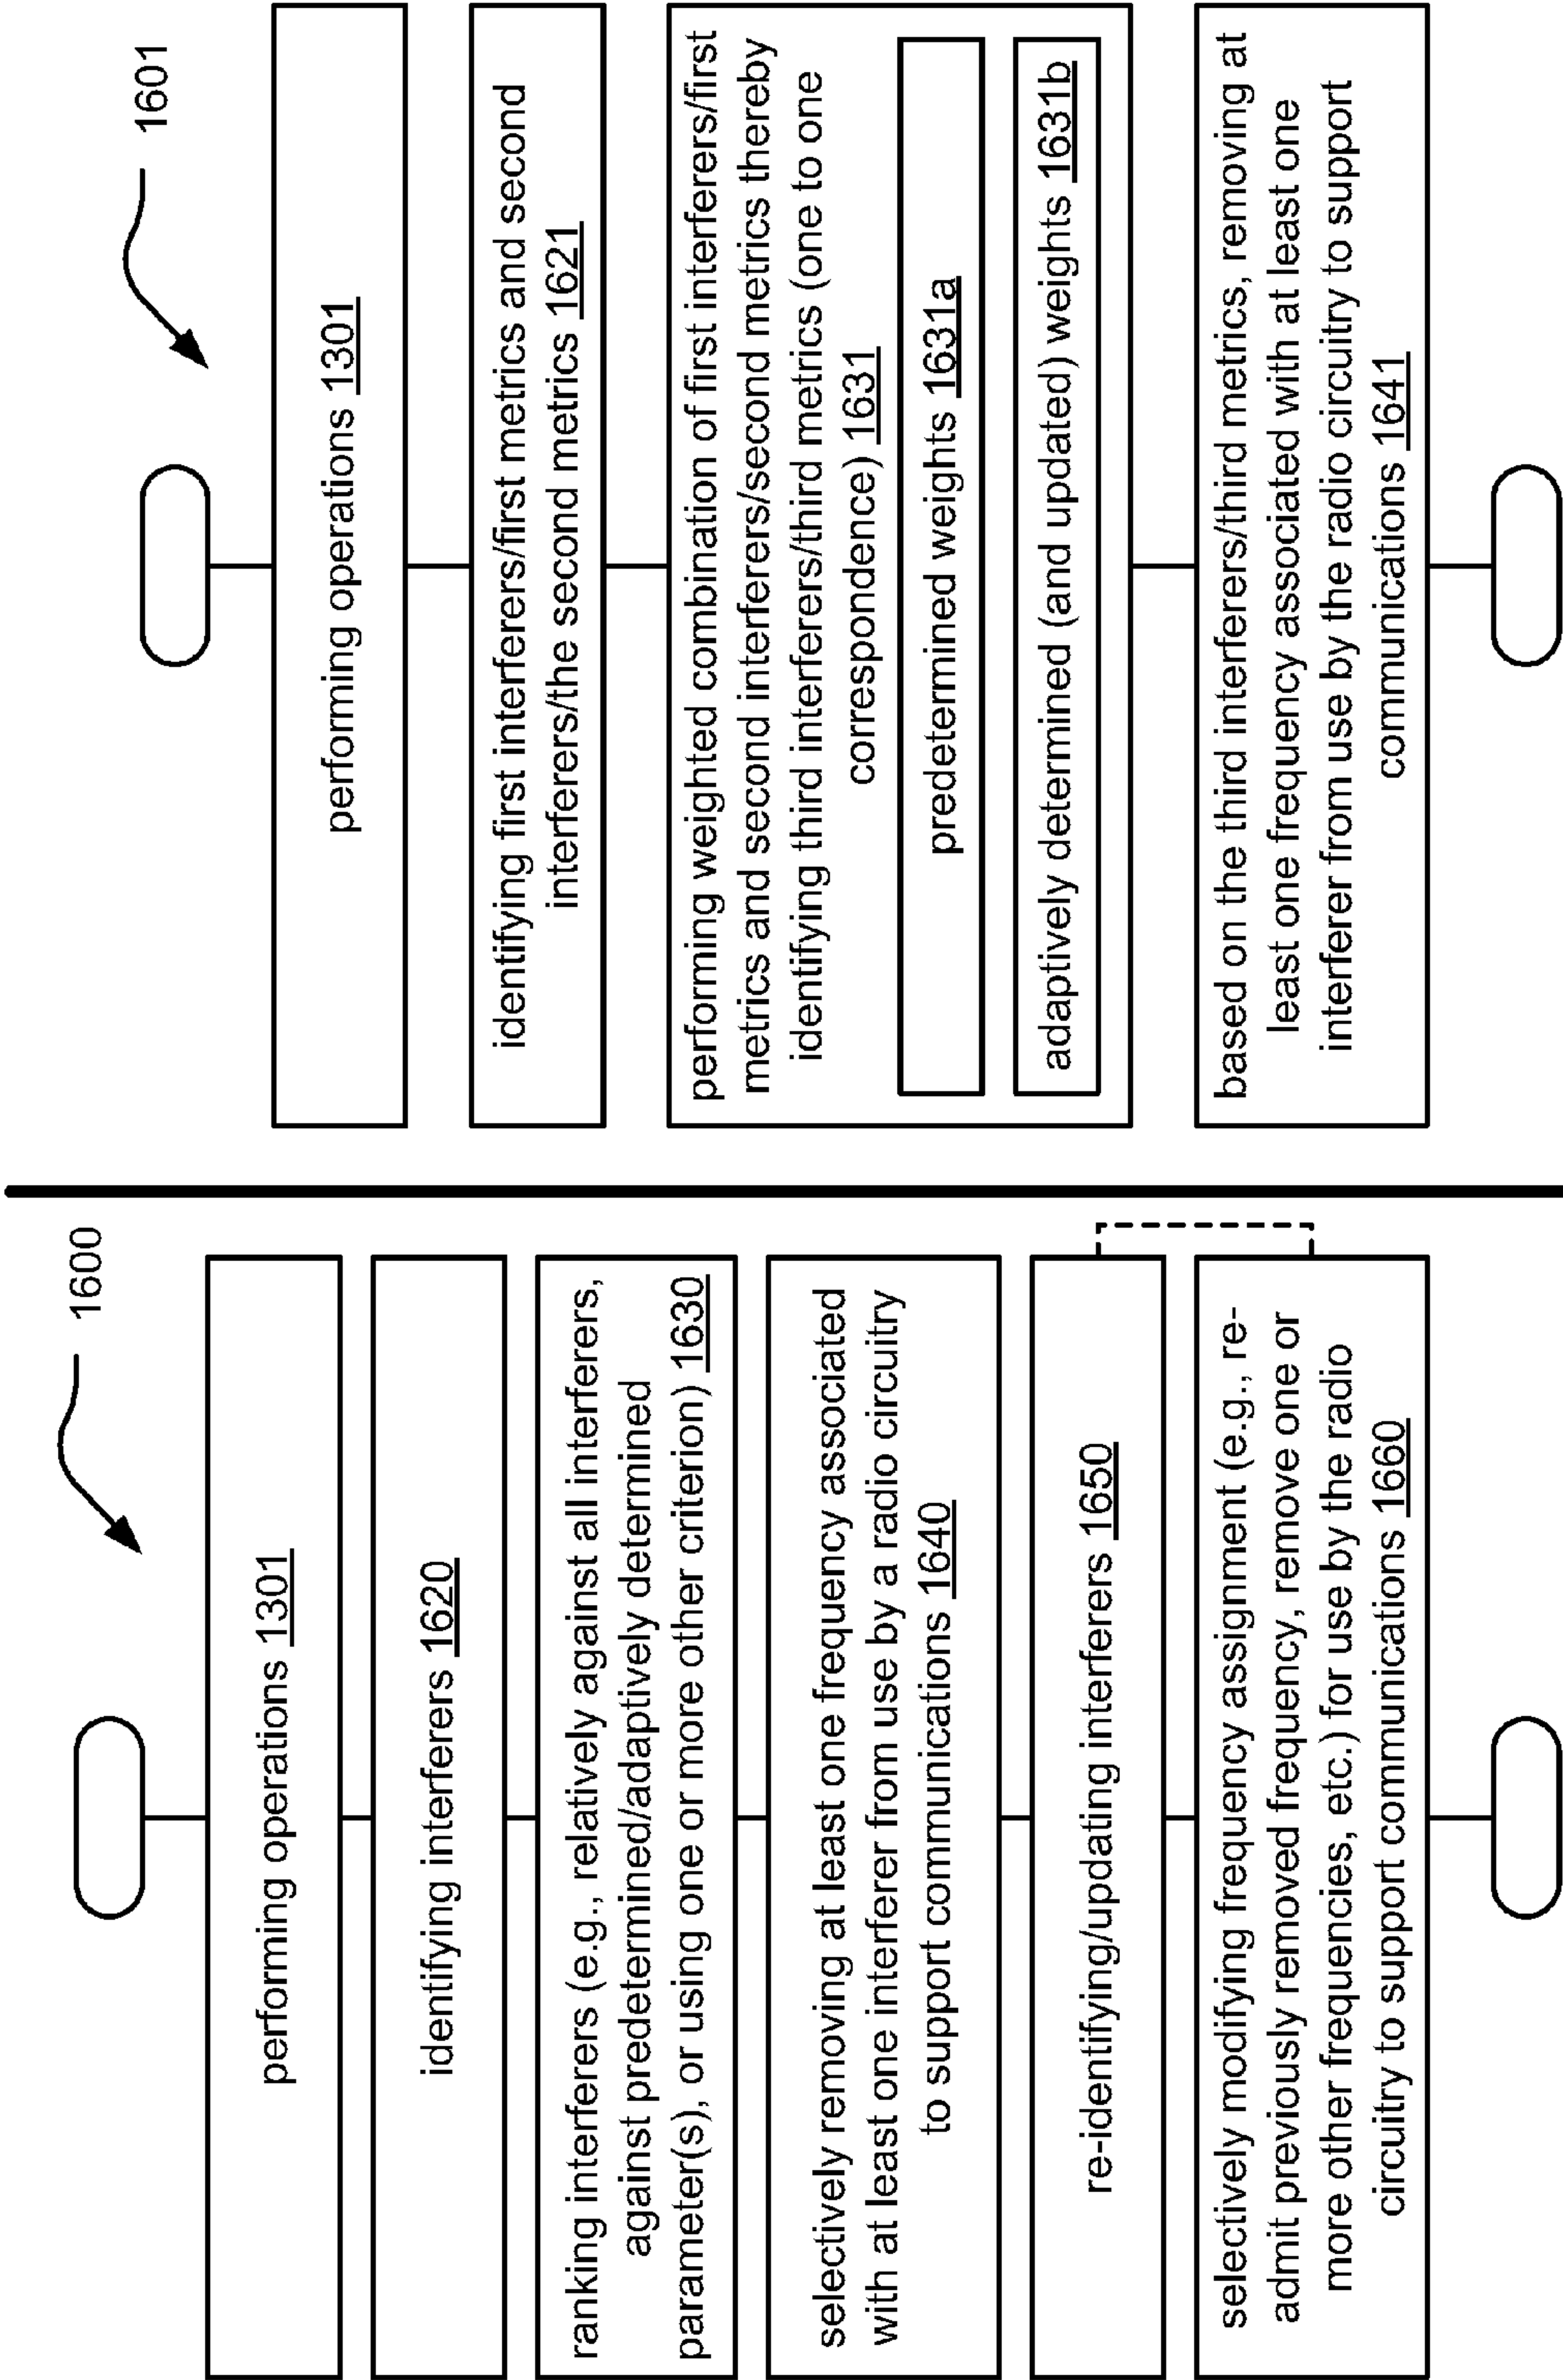 1600
performing operations 1301
identifying interferers 1620
ranking interferers (e.g., relatively against all interferers,
against predetermined/adaptively determined
parameter(s), or using one or more other criterion) 1630
selectively removing at least one frequency associated
with at least one interferer from use by a radio circuitry
to support communications 1640
re-identifying/updating interferers 1650
selectively modifying frequency assignment (e.g., re-
admit previously removed frequency, remove one or
more other frequencies, etc.) for use by the radio
circuitry to support communications 1660
1601
performing operations 1301
identifying first interferers/first metrics and second
interferers/the second metrics 1621
performing weighted combination of first interferers/first
metrics and second interferers/second metrics thereby
identifying third interferers/third metrics (one to one
correspondence) 1631
predetermined weights 1631a
adaptively determined (and updated) weights 1631b
based on the third interferers/third metrics, removing at
least one frequency associated with at least one
interferer from use by the radio circuitry to support
communications 1641